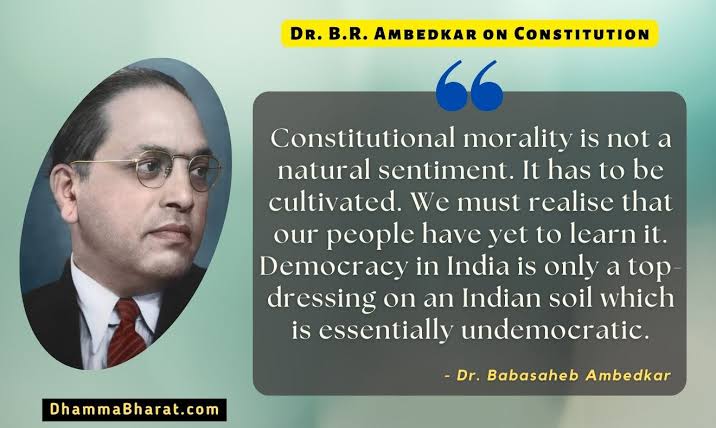 Dr. B.R. Ambedkar on Constitution
Constitutional morality is not a
natural sentiment. It has to be
cultivated. We must realise that
our people have yet to learn it.
Democracy in India is only a top-
dressing on an Indian soil which
is essentially undemocratic.
- Dr. Babasaheb Ambedkar
DhammaBharat.com